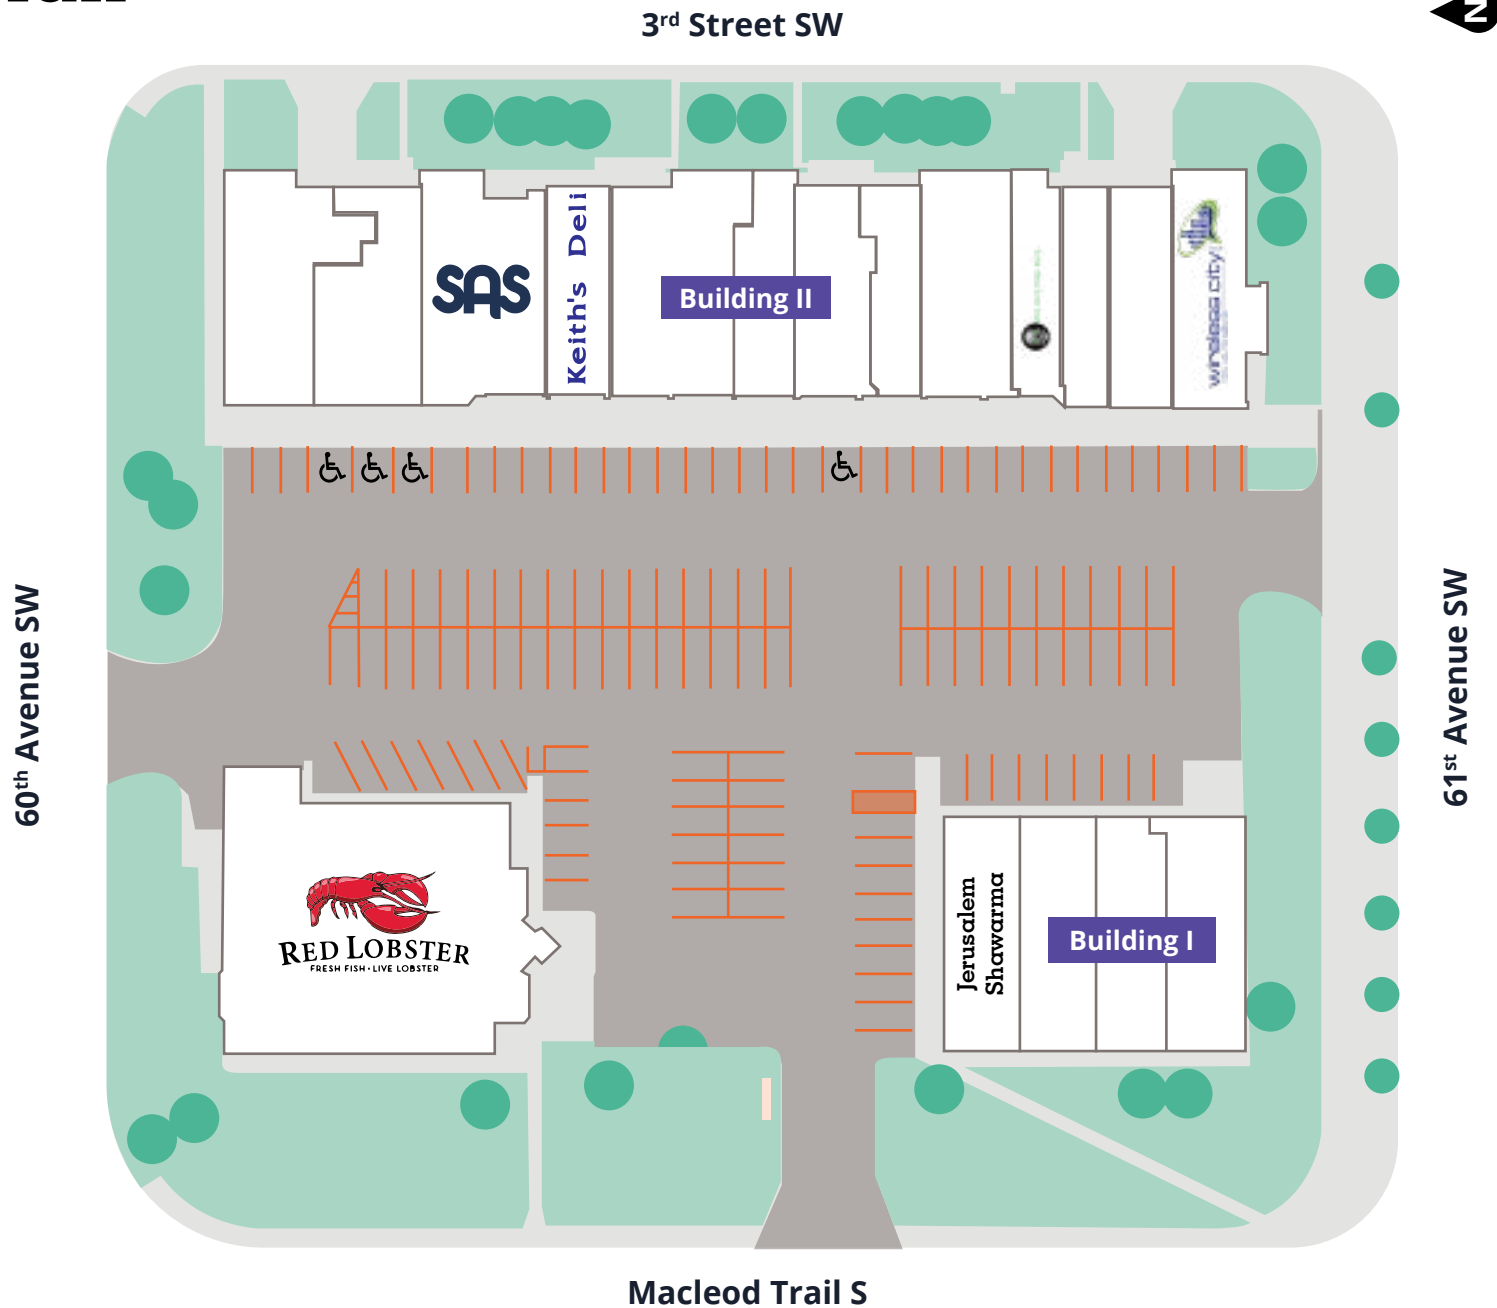 3rd Street SW
N
SAS
Keith's Deli
Building II
wireless city
60th Avenue SW
61st Avenue SW
RED LOBSTER
FRESH FISH • LIVE LOBSTER
Jerusalem
Shawarma
Building I
Macleod Trail S